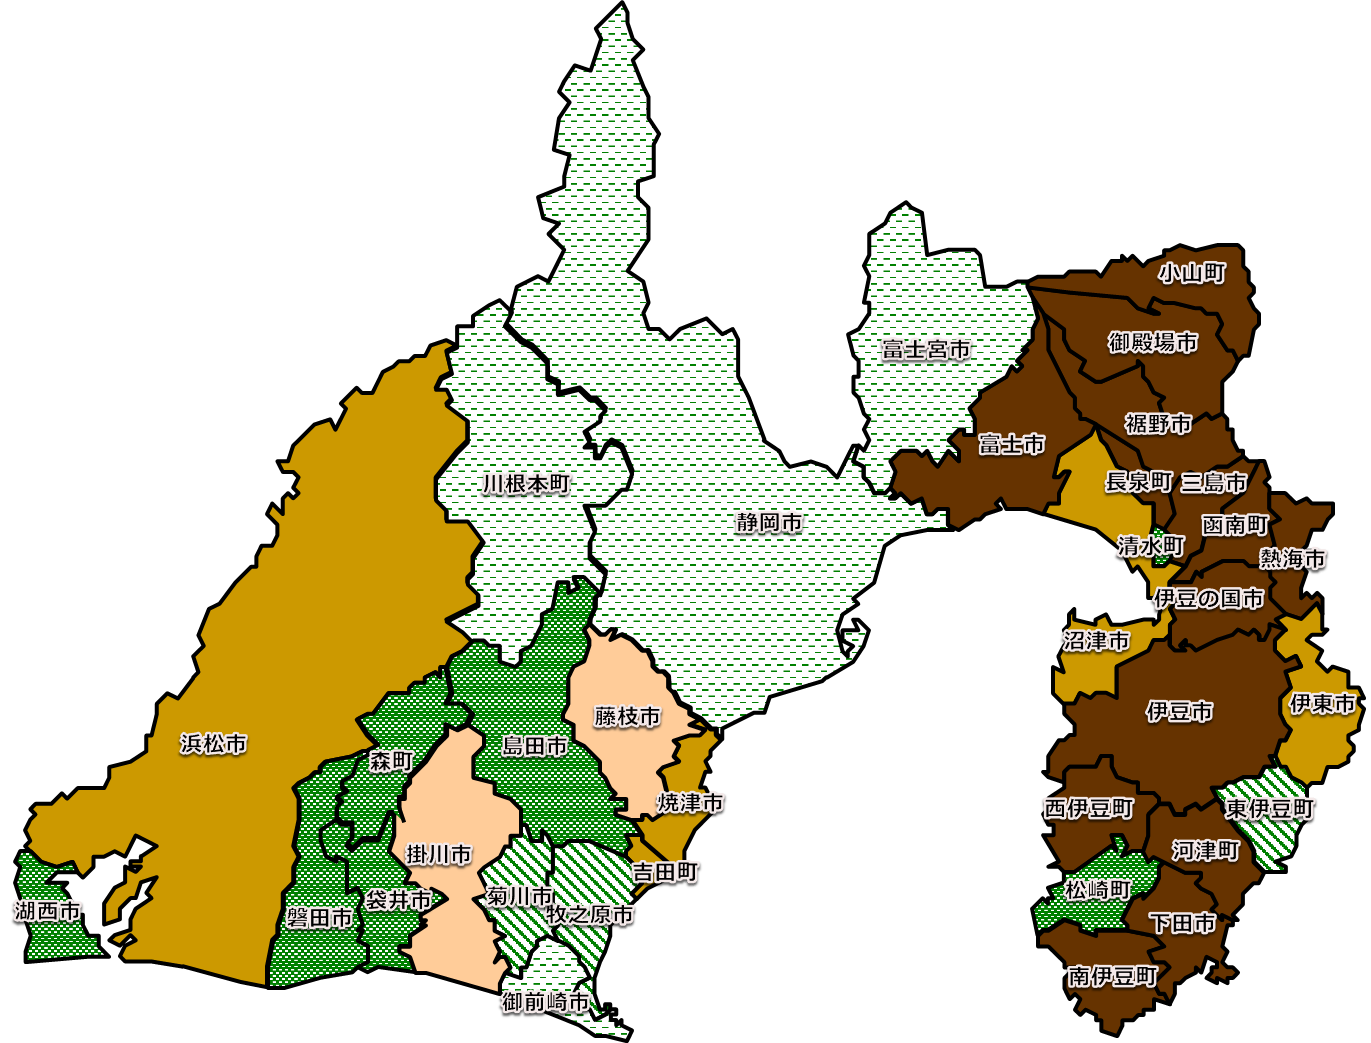 小山町
御殿場市
富士宮市
裾野市
富士市
長泉町
三島市
川根本町
静岡市
函南町
清水町
熱海市
伊豆の国市
沼津市
伊豆市
伊東市
藤枝市
浜松市
島田市
森町
焼津市
西伊豆町
東伊豆町
掛川市
河津町
吉田町
松崎町
菊川市
袋井市
湖西市
磐田市
牧之原市
下田市
南伊豆町
御前崎市